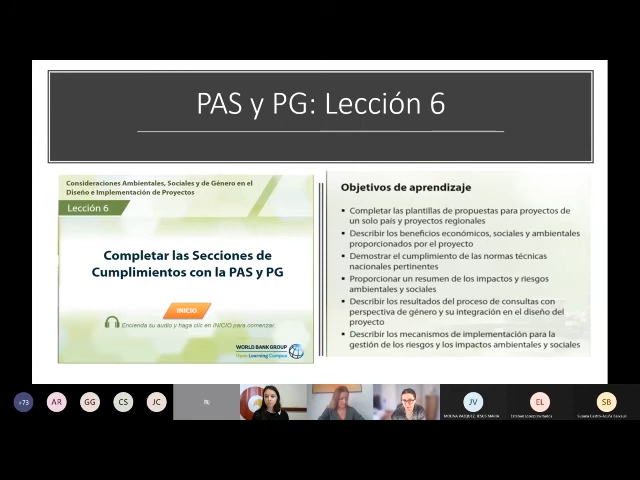 PAS y PG: Lección 6
Consideraciones Ambientales, Sociales y de Género en el
Diseño e Implementación de Proyectos
Lección 6
Completar las Secciones de
Cumplimientos con la PAS y PG
INICIO
Encienda su audio y haga clic en INICIO para comenzar.
WORLD BANK GROUP
Open Learning Campus
Objetivos de aprendizaje
▪ Completar las plantillas de propuestas para proyectos de
un solo país y proyectos regionales
▪ Describir los beneficios económicos, sociales y ambientales
proporcionados por el proyecto
▪ Demostrar el cumplimiento de las normas técnicas
nacionales pertinentes
▪ Proporcionar un resumen de los impactos y riesgos
ambientales y sociales
▪ Describir los resultados del proceso de consultas con
perspectiva de género y su integración en el diseño del
proyecto
▪ Describir los mecanismos de implementación para la
gestión de los riesgos y los impactos ambientales y sociales
+73
AR
GG
CS
JC
JV
EL
SB
MOLINA VAZQUEZ, JESUS MARIA